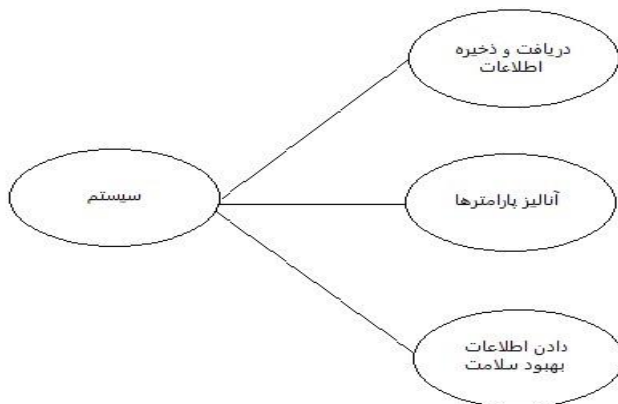 دریافت و ذخیره
اطلاعات
سیستم
آنالیز پارامترها
دادن اطلاعات
بهبود سلامت